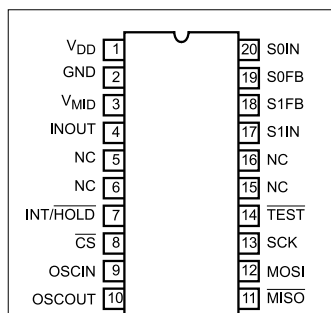 VDD 1 20 S0IN
GND 2 19 S0FB
VMID 3 18 S1FB
INOUT 4 17 S1IN
NC 5 16 NC
NC 6 15 NC
INT/HOLD 7 14 TEST
CS 8 13 SCK
OSCIN 9 12 MOSI
OSCOUT 10 11 MISO